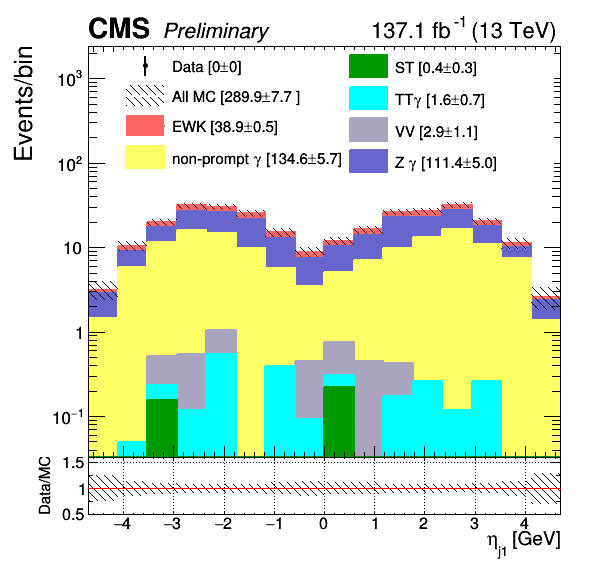 CMS Preliminary 137.1 fb⁻¹ (13 TeV)
Events/bin
Data [0±0]
All MC [289.9±7.7 ]
EWK [38.9±0.5]
non-prompt γ [134.6±5.7]
ST [0.4±0.3]
TTγ [1.6±0.7]
VV [2.9±1.1]
Z γ [111.4±5.0]
10³
10²
10
1
10⁻¹
Data/MC
1.5
1
0.5
−4 −3 −2 −1 0 1 2 3 4
η_j1 [GeV]